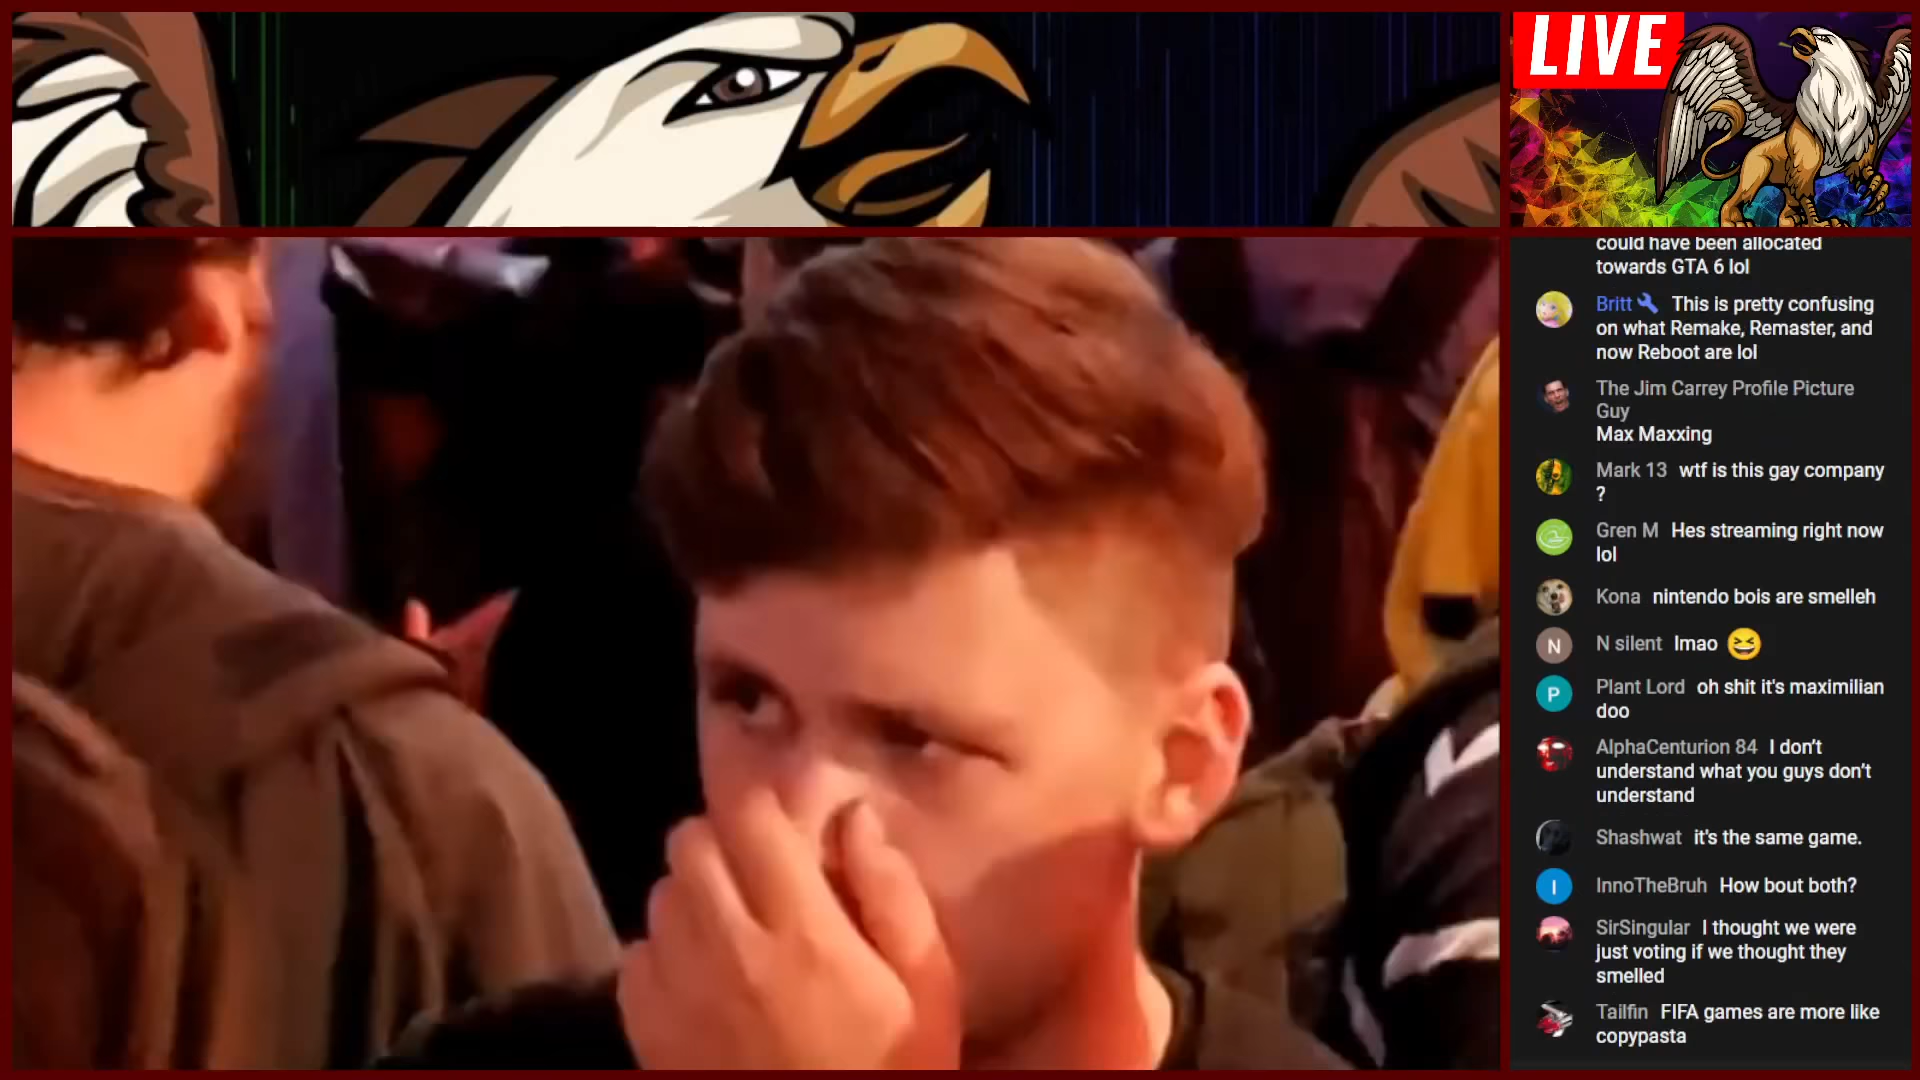 LIVE
could have been allocated
towards GTA 6 lol
Britt This is pretty confusing
on what Remake, Remaster, and
now Reboot are lol
The Jim Carrey Profile Picture
Guy
Max Maxxing
Mark 13 wtf is this gay company
?
Gren M Hes streaming right now
lol
Kona nintendo bois are smelleh
N
N silent lmao
P
Plant Lord oh shit it's maximilian
doo
AlphaCenturion 84 I don’t
understand what you guys don’t
understand
Shashwat it's the same game.
I
InnoTheBruh How bout both?
SirSingular I thought we were
just voting if we thought they
smelled
Tailfin FIFA games are more like
copypasta